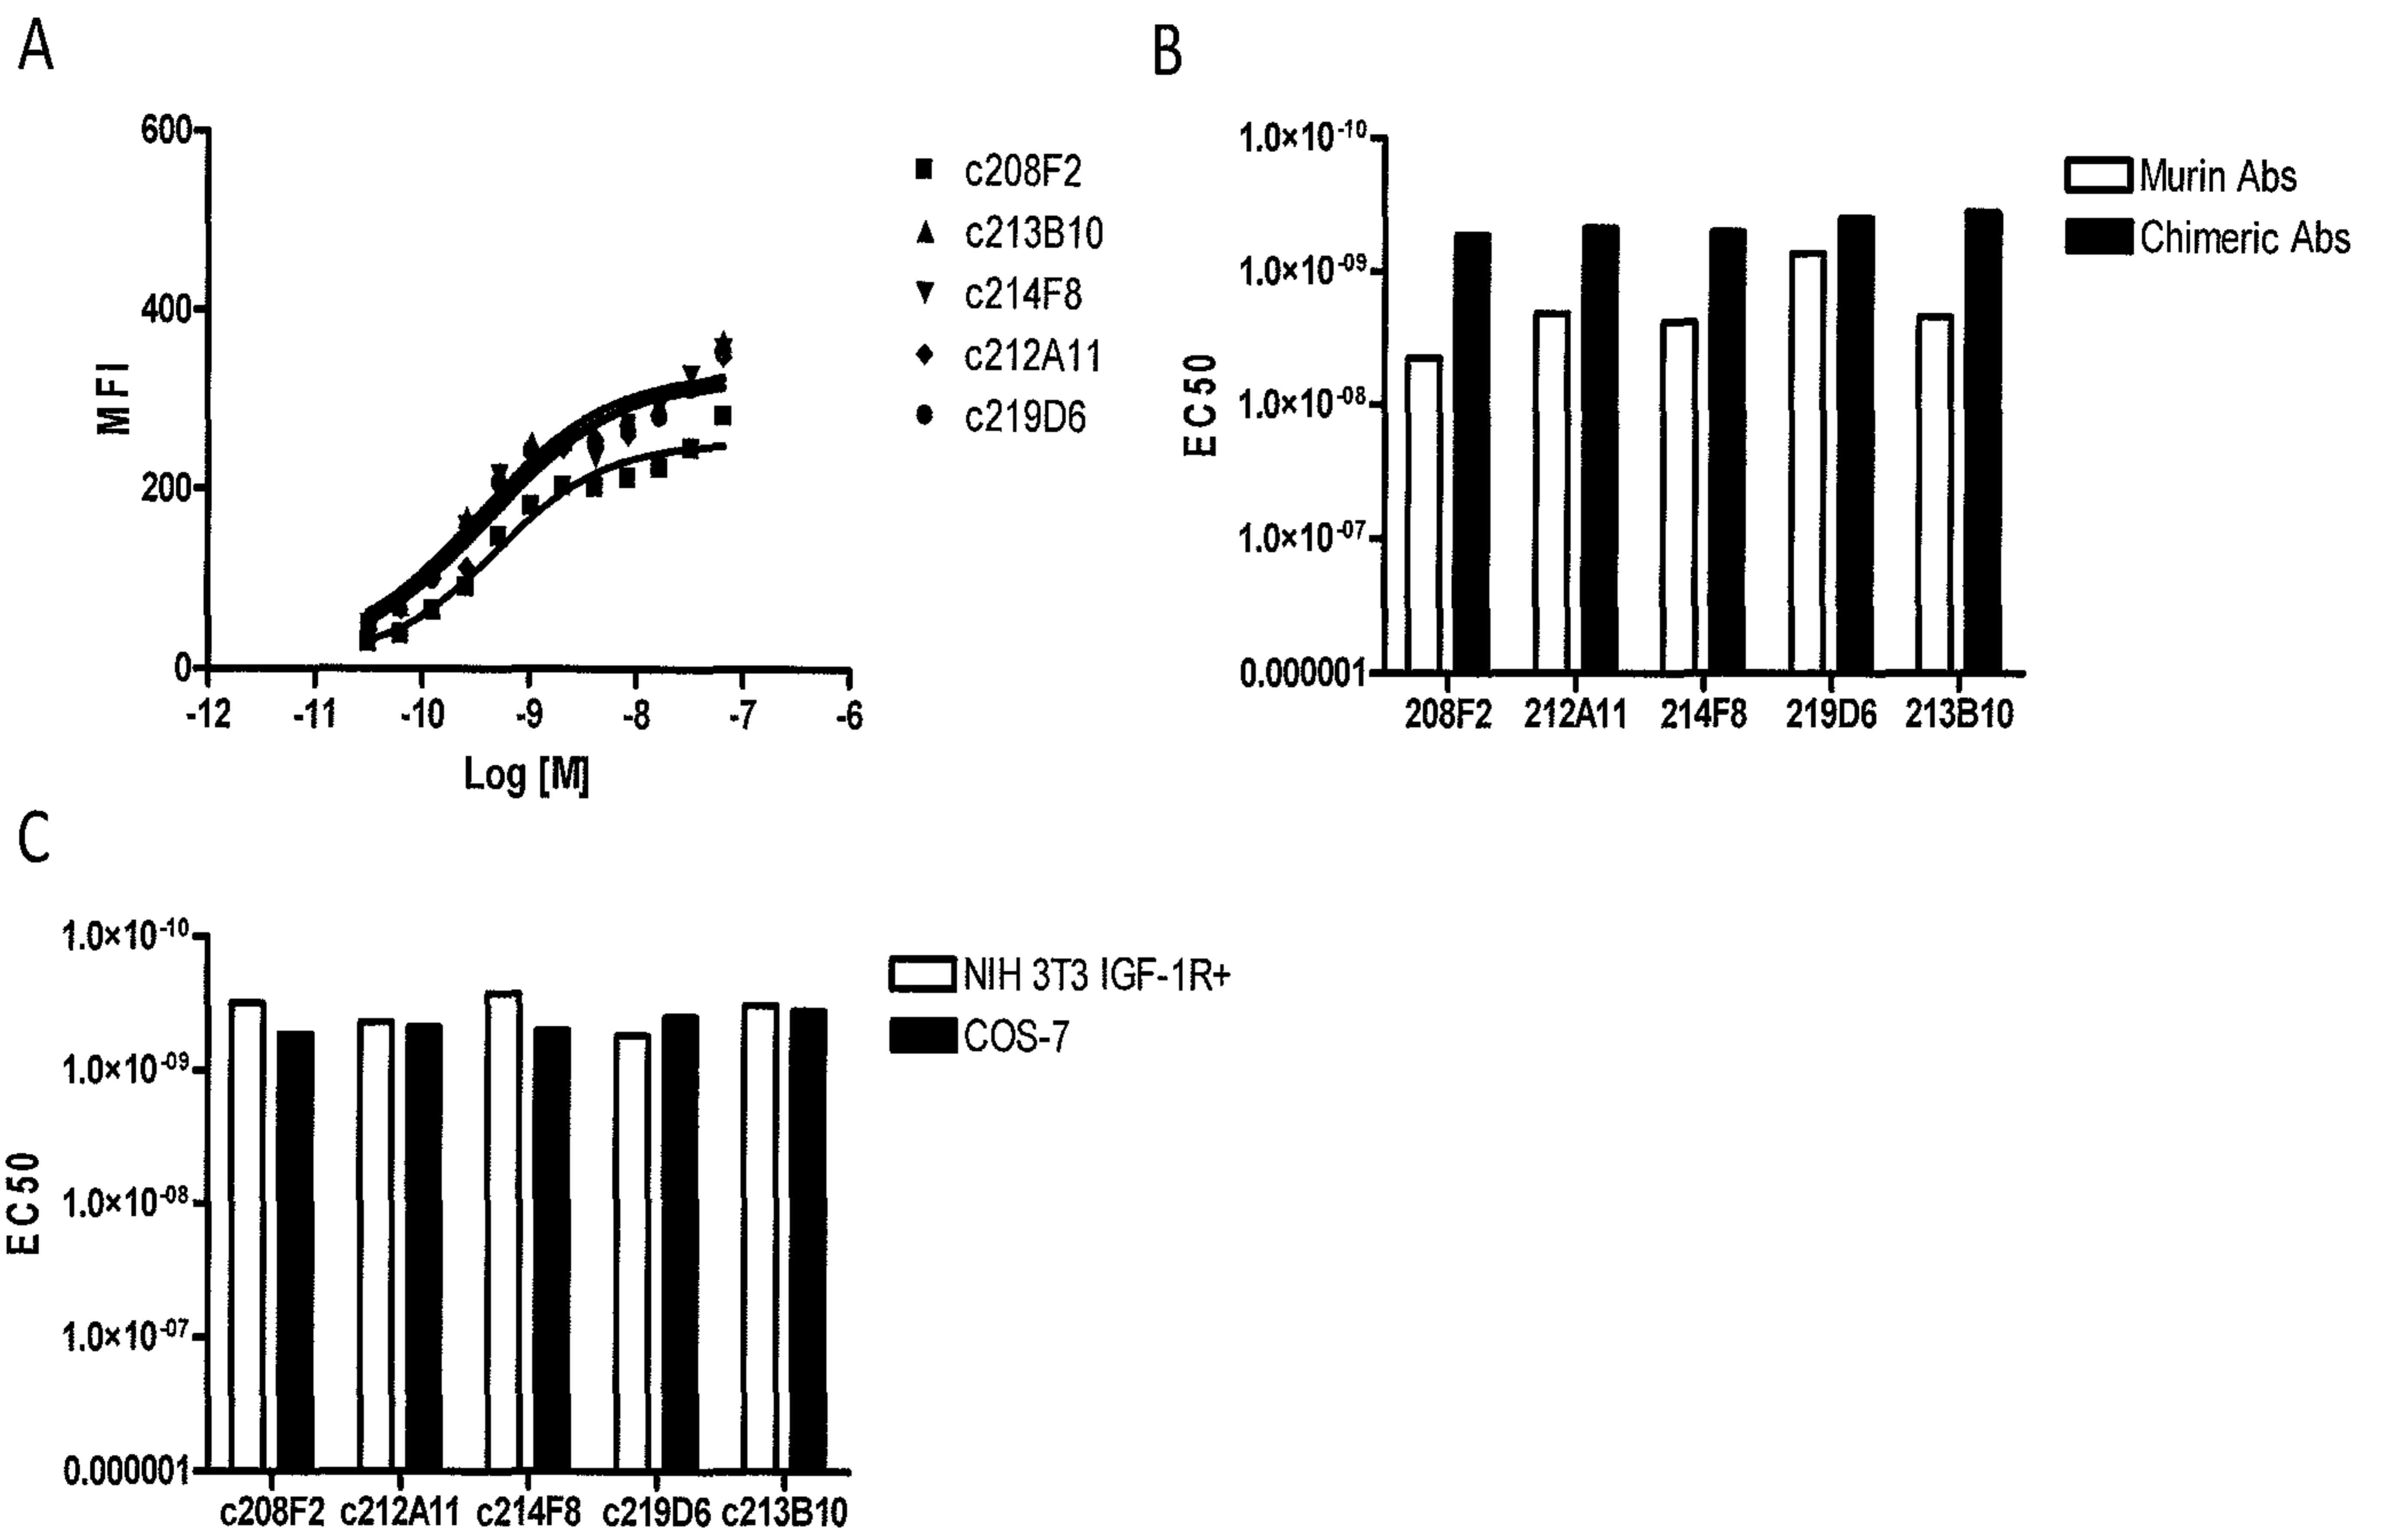 A
600
400
200
0
MFI
-12 -11 -10 -9 -8 -7 -6
Log [M]
c208F2
c213B10
c214F8
c212A11
c219D6
B
1.0×10-10
1.0×10-09
1.0×10-08
1.0×10-07
0.000001
EC50
208F2 212A11 214F8 219D6 213B10
Murin Abs
Chimeric Abs
C
1.0×10-10
1.0×10-09
1.0×10-08
1.0×10-07
0.000001
EC50
c208F2 c212A11 c214F8 c219D6 c213B10
NIH 3T3 IGF-1R+
COS-7